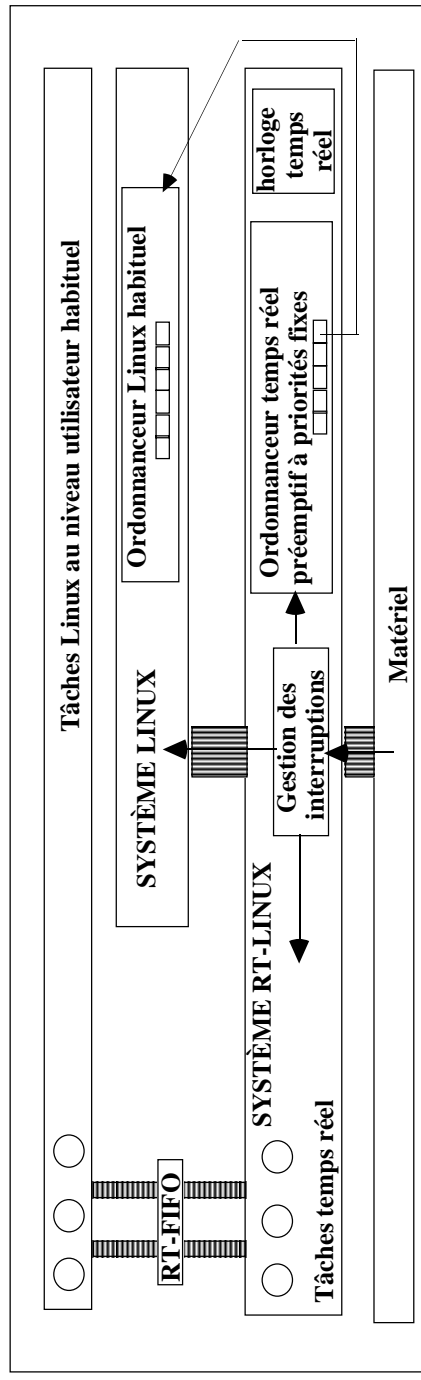 Tâches Linux au niveau utilisateur habituel
SYSTÈME LINUX
Ordonnanceur Linux habituel
RT-FIFO
SYSTÈME RT-LINUX
Tâches temps réel
Gestion des
interruptions
Ordonnanceur temps réel
préemptif à priorités fixes
horloge
temps
réel
Matériel